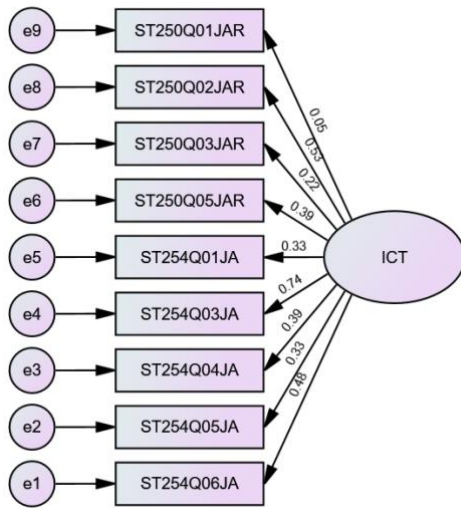 e9 ST250Q01JAR
0.05
e8 ST250Q02JAR
0.53
e7 ST250Q03JAR
0.22
e6 ST250Q05JAR
0.39
e5 ST254Q01JA
0.33
ICT
e4 ST254Q03JA
0.74
e3 ST254Q04JA
0.39
e2 ST254Q05JA
0.33
e1 ST254Q06JA
0.48